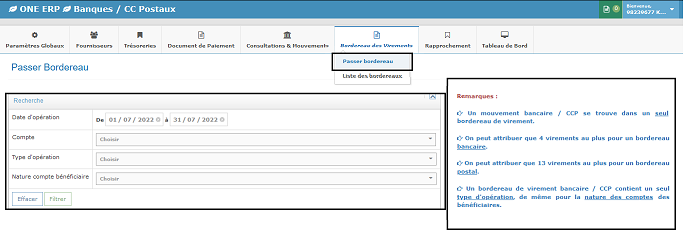 ONE ERP Banques / CC Postaux
0
Bienvenue,
98339677 K...
Paramètres Globaux
Fournisseurs
Trésoreries
Document de Paiement
Consultations & Mouvements
Bordereau des Virements
Rapprochement
Tableau de Bord
Passer bordereau
Liste des bordereaux
Passer Bordereau
Recherche
Date d'opération De 01 / 07 / 2022 à 31 / 07 / 2022
Compte Choisir
Type d'opération Choisir
Nature compte bénéficiaire Choisir
Effacer Filtrer
Remarques :
Un mouvement bancaire / CCP se trouve dans un seul
bordereau de virement.
On peut attribuer que 4 virements au plus pour un bordereau
bancaire.
On peut attribuer que 13 virements au plus pour un bordereau
postal.
Un bordereau de virement bancaire / CCP contient un seul
type d'opération, de même pour la nature des comptes des
bénéficiaires.